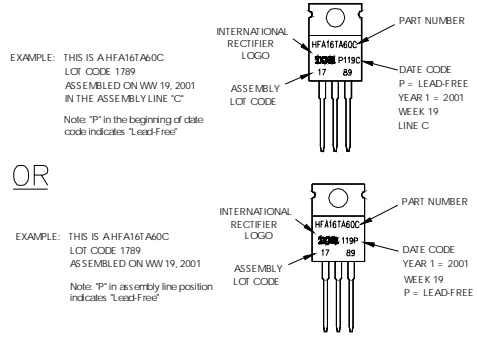 EXAMPLE: THIS IS A HFA16TA60C
LOT CODE 1789
ASSEMBLED ON WW 19, 2001
IN THE ASSEMBLY LINE "C"
Note: "P" in the beginning of date
code indicates "Lead-Free"
INTERNATIONAL
RECTIFIER
LOGO
ASSEMBLY
LOT CODE
HFA16TA60C
P119C
17 89
PART NUMBER
DATE CODE
P = LEAD-FREE
YEAR 1 = 2001
WEEK 19
LINE C
OR
EXAMPLE: THIS IS A HFA16TA60C
LOT CODE 1789
ASSEMBLED ON WW 19, 2001
Note: "P" in assembly line position
indicates "Lead-Free"
INTERNATIONAL
RECTIFIER
LOGO
ASSEMBLY
LOT CODE
HFA16TA60C
119P
17 89
PART NUMBER
DATE CODE
YEAR 1 = 2001
WEEK 19
P = LEAD-FREE